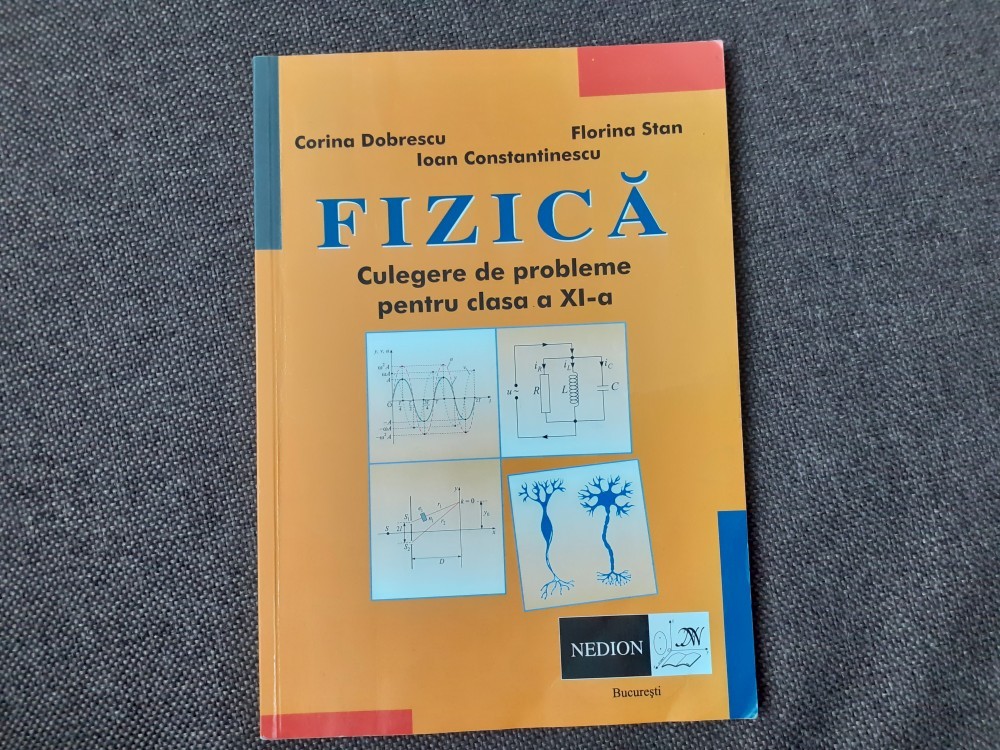 Corina Dobrescu
Florina Stan
Ioan Constantinescu
FIZICĂ
Culegere de probleme
pentru clasa a XI-a
u
R
L
C
D
NEDION
București